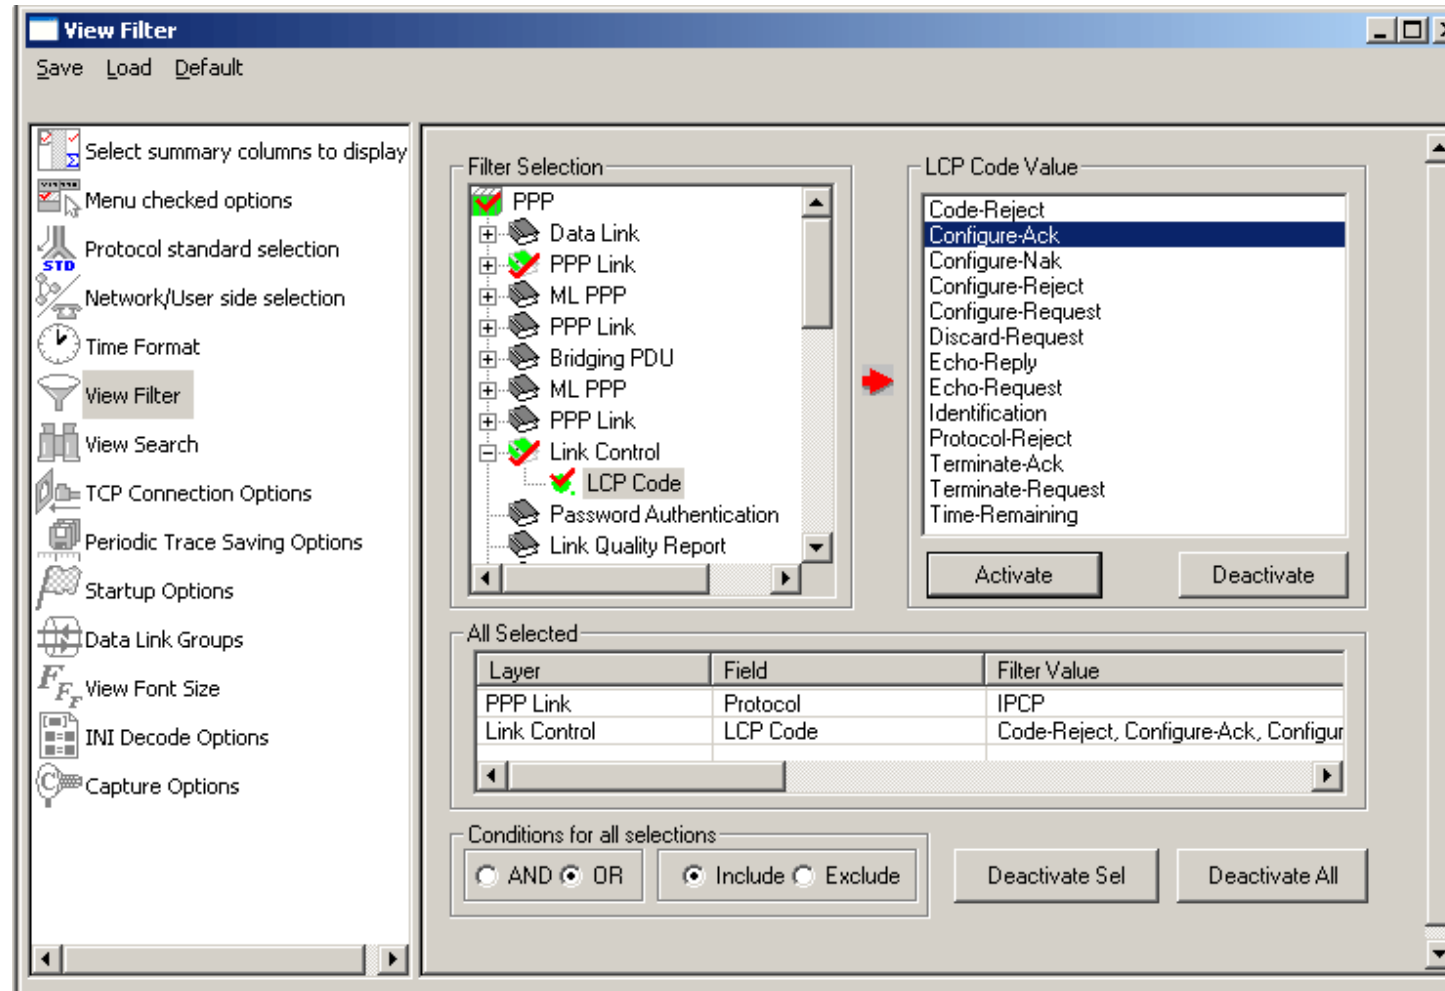 View Filter
Save Load Default
Select summary columns to display
Menu checked options
Protocol standard selection
STD
Network/User side selection
Time Format
View Filter
View Search
TCP Connection Options
Periodic Trace Saving Options
Startup Options
Data Link Groups
View Font Size
INI Decode Options
Capture Options
Filter Selection
PPP
Data Link
PPP Link
ML PPP
PPP Link
Bridging PDU
ML PPP
PPP Link
Link Control
LCP Code
Password Authentication
Link Quality Report
LCP Code Value
Code-Reject
Configure-Ack
Configure-Nak
Configure-Reject
Configure-Request
Discard-Request
Echo-Reply
Echo-Request
Identification
Protocol-Reject
Terminate-Ack
Terminate-Request
Time-Remaining
Activate Deactivate
All Selected
Layer Field Filter Value
PPP Link Protocol IPCP
Link Control LCP Code Code-Reject, Configure-Ack, Configur
Conditions for all selections
AND OR Include Exclude Deactivate Sel Deactivate All